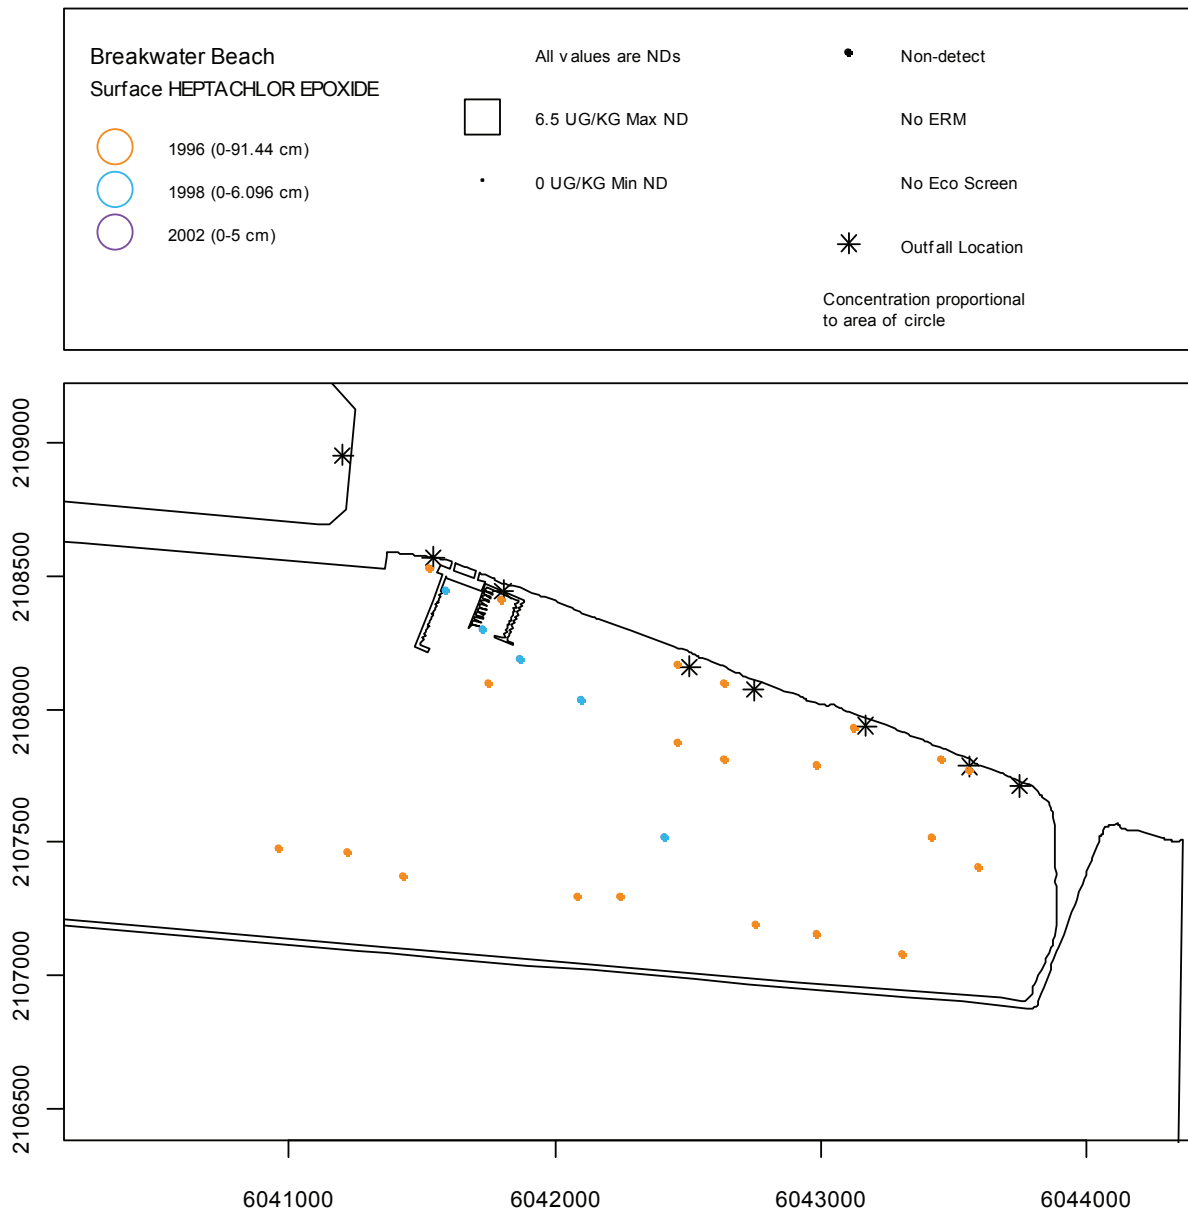 Breakwater Beach
Surface HEPTACHLOR EPOXIDE
1996 (0-91.44 cm)
1998 (0-6.096 cm)
2002 (0-5 cm)
All values are NDs
6.5 UG/KG Max ND
0 UG/KG Min ND
Non-detect
No ERM
No Eco Screen
Outfall Location
Concentration proportional
to area of circle
2109000
2108500
2108000
2107500
2107000
2106500
6041000
6042000
6043000
6044000